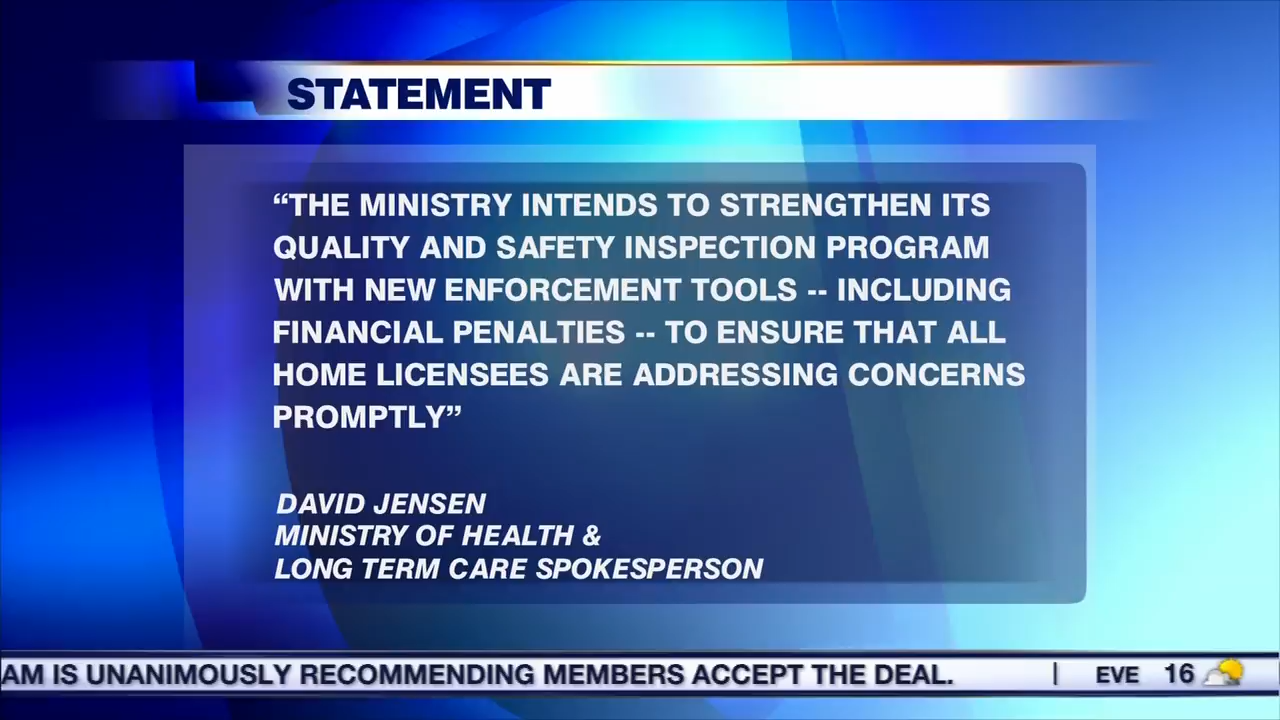 STATEMENT
“THE MINISTRY INTENDS TO STRENGTHEN ITS
QUALITY AND SAFETY INSPECTION PROGRAM
WITH NEW ENFORCEMENT TOOLS -- INCLUDING
FINANCIAL PENALTIES -- TO ENSURE THAT ALL
HOME LICENSEES ARE ADDRESSING CONCERNS
PROMPTLY”
DAVID JENSEN
MINISTRY OF HEALTH &
LONG TERM CARE SPOKESPERSON
AM IS UNANIMOUSLY RECOMMENDING MEMBERS ACCEPT THE DEAL. | EVE 16